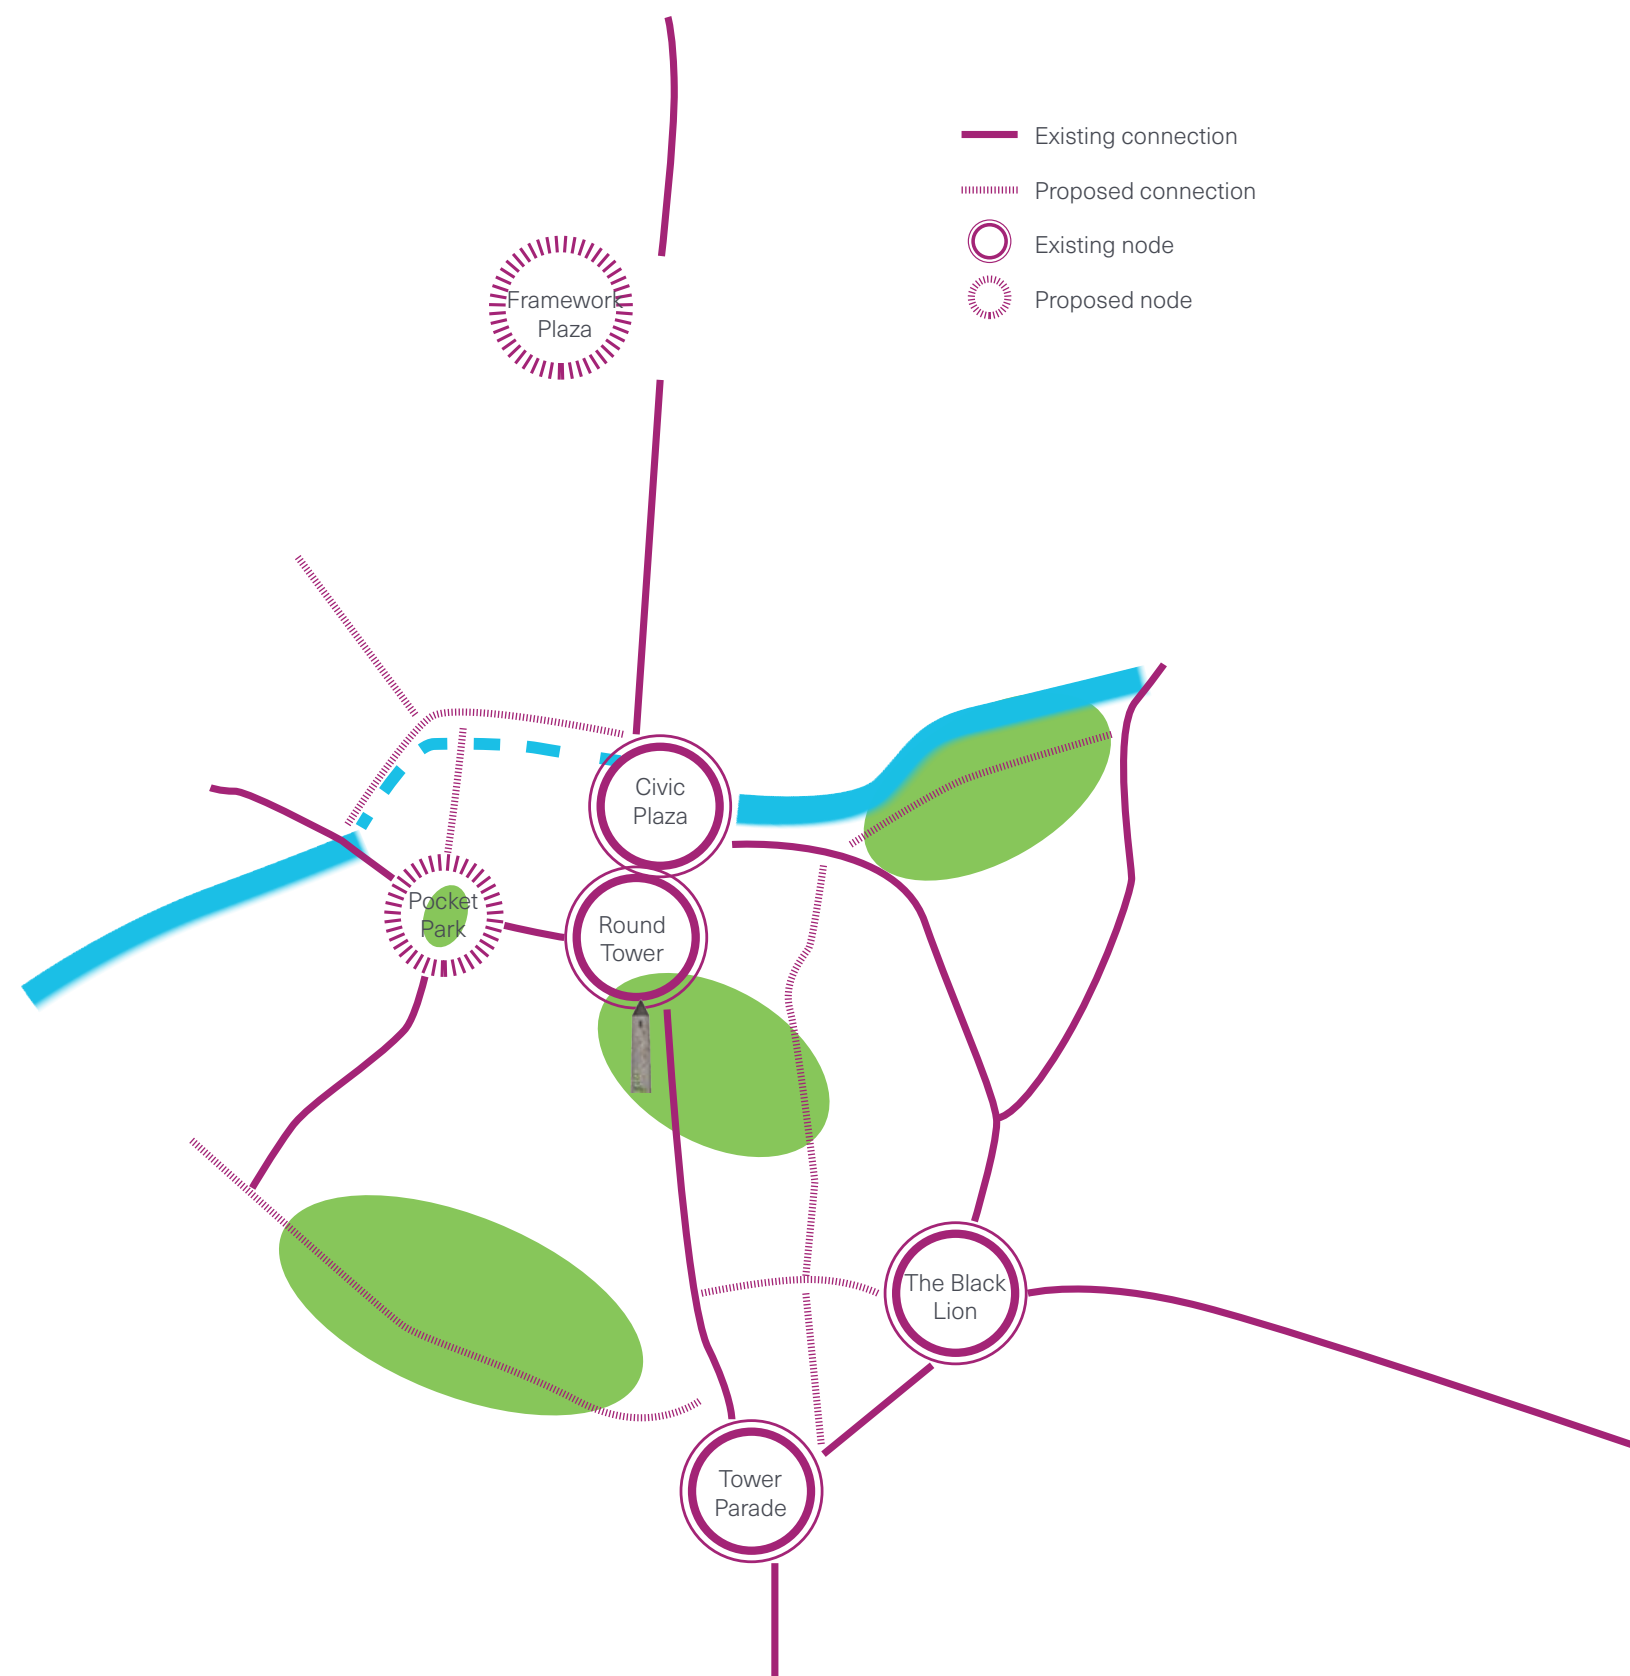 Existing connection
Proposed connection
Existing node
Proposed node
Framework
Plaza
Civic
Plaza
Pocket
Park
Round
Tower
The Black
Lion
Tower
Parade